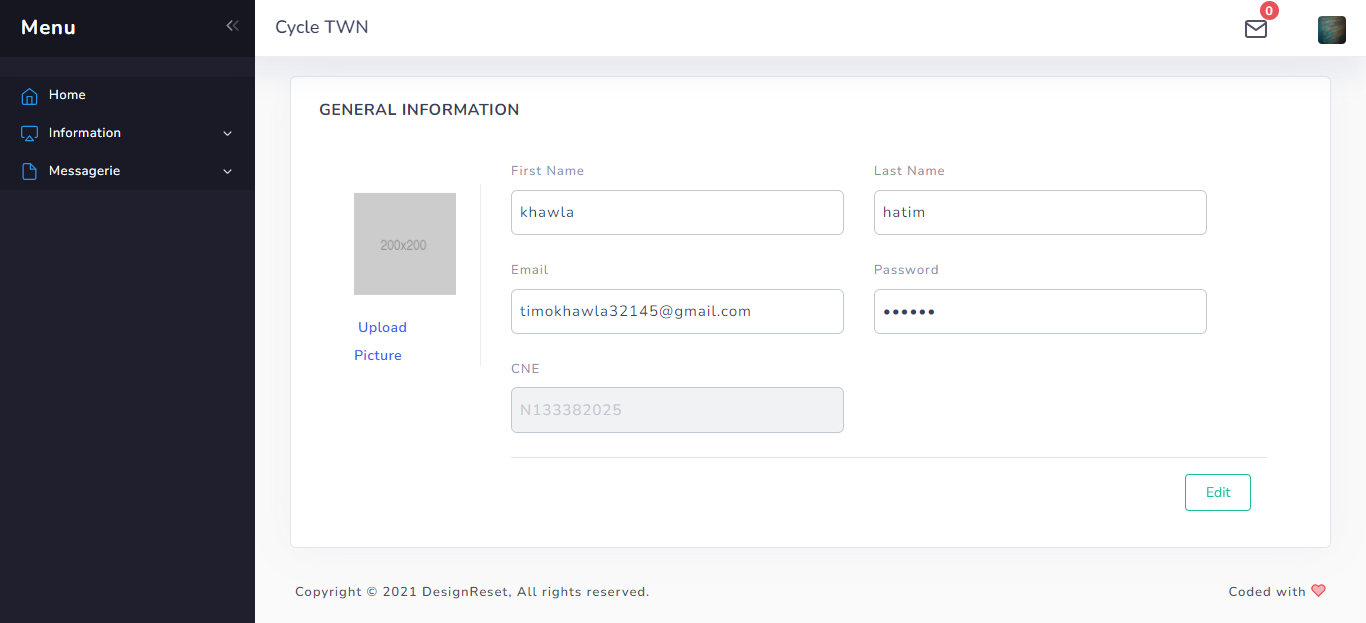 Menu
Cycle TWN
0
Home
Information
Messagerie
GENERAL INFORMATION
200x200
Upload
Picture
First Name
Last Name
khawla
hatim
Email
Password
timokhawla32145@gmail.com
••••••
CNE
N133382025
Edit
Copyright © 2021 DesignReset, All rights reserved.
Coded with